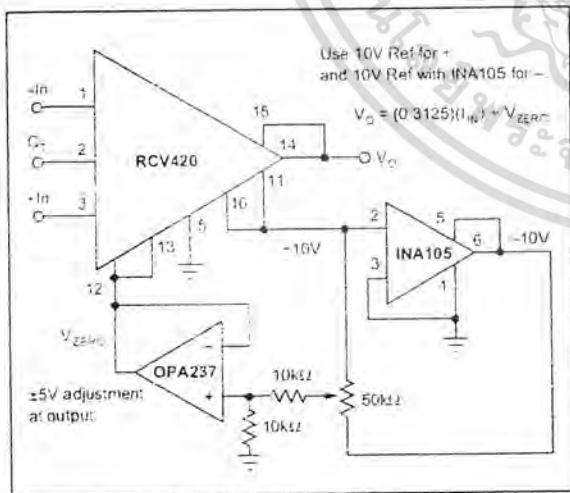 Use 10V Ref for +
and 10V Ref with INA105 for –.
–In
1
15
V_O = (0.3125)(I_IN) + V_ZERO
14
2
RCV420
V_O
11
10
+In
3
5
2
5
6
–10V
13
+10V
INA105
12
3
1
V_ZERO
–
OPA237
10kΩ
50kΩ
±5V adjustment
+
at output.
10kΩ